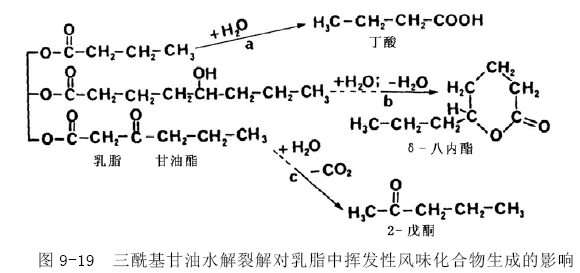 O
-O-C-CH₂-CH₂-CH₃
+H₂O
a
H₃C-CH₂-CH₂-COOH
丁酸
O OH
-O-C-CH₂-CH₂-CH₂-CH-CH₂-CH₂-CH₃
+H₂O; -H₂O
b
CH₂
H₂C CH₂
H
H₃C-CH₂-CH₂ C C=O
O
δ-八内酯
O O
-O-C-CH₂-C-CH₂-CH₂-CH₃
乳脂 甘油酯
+H₂O
-CO₂
c
O
H₃C-C-CH₂-CH₂-CH₃
2-戊酮
图 9-19 三酰基甘油水解裂解对乳脂中挥发性风味化合物生成的影响